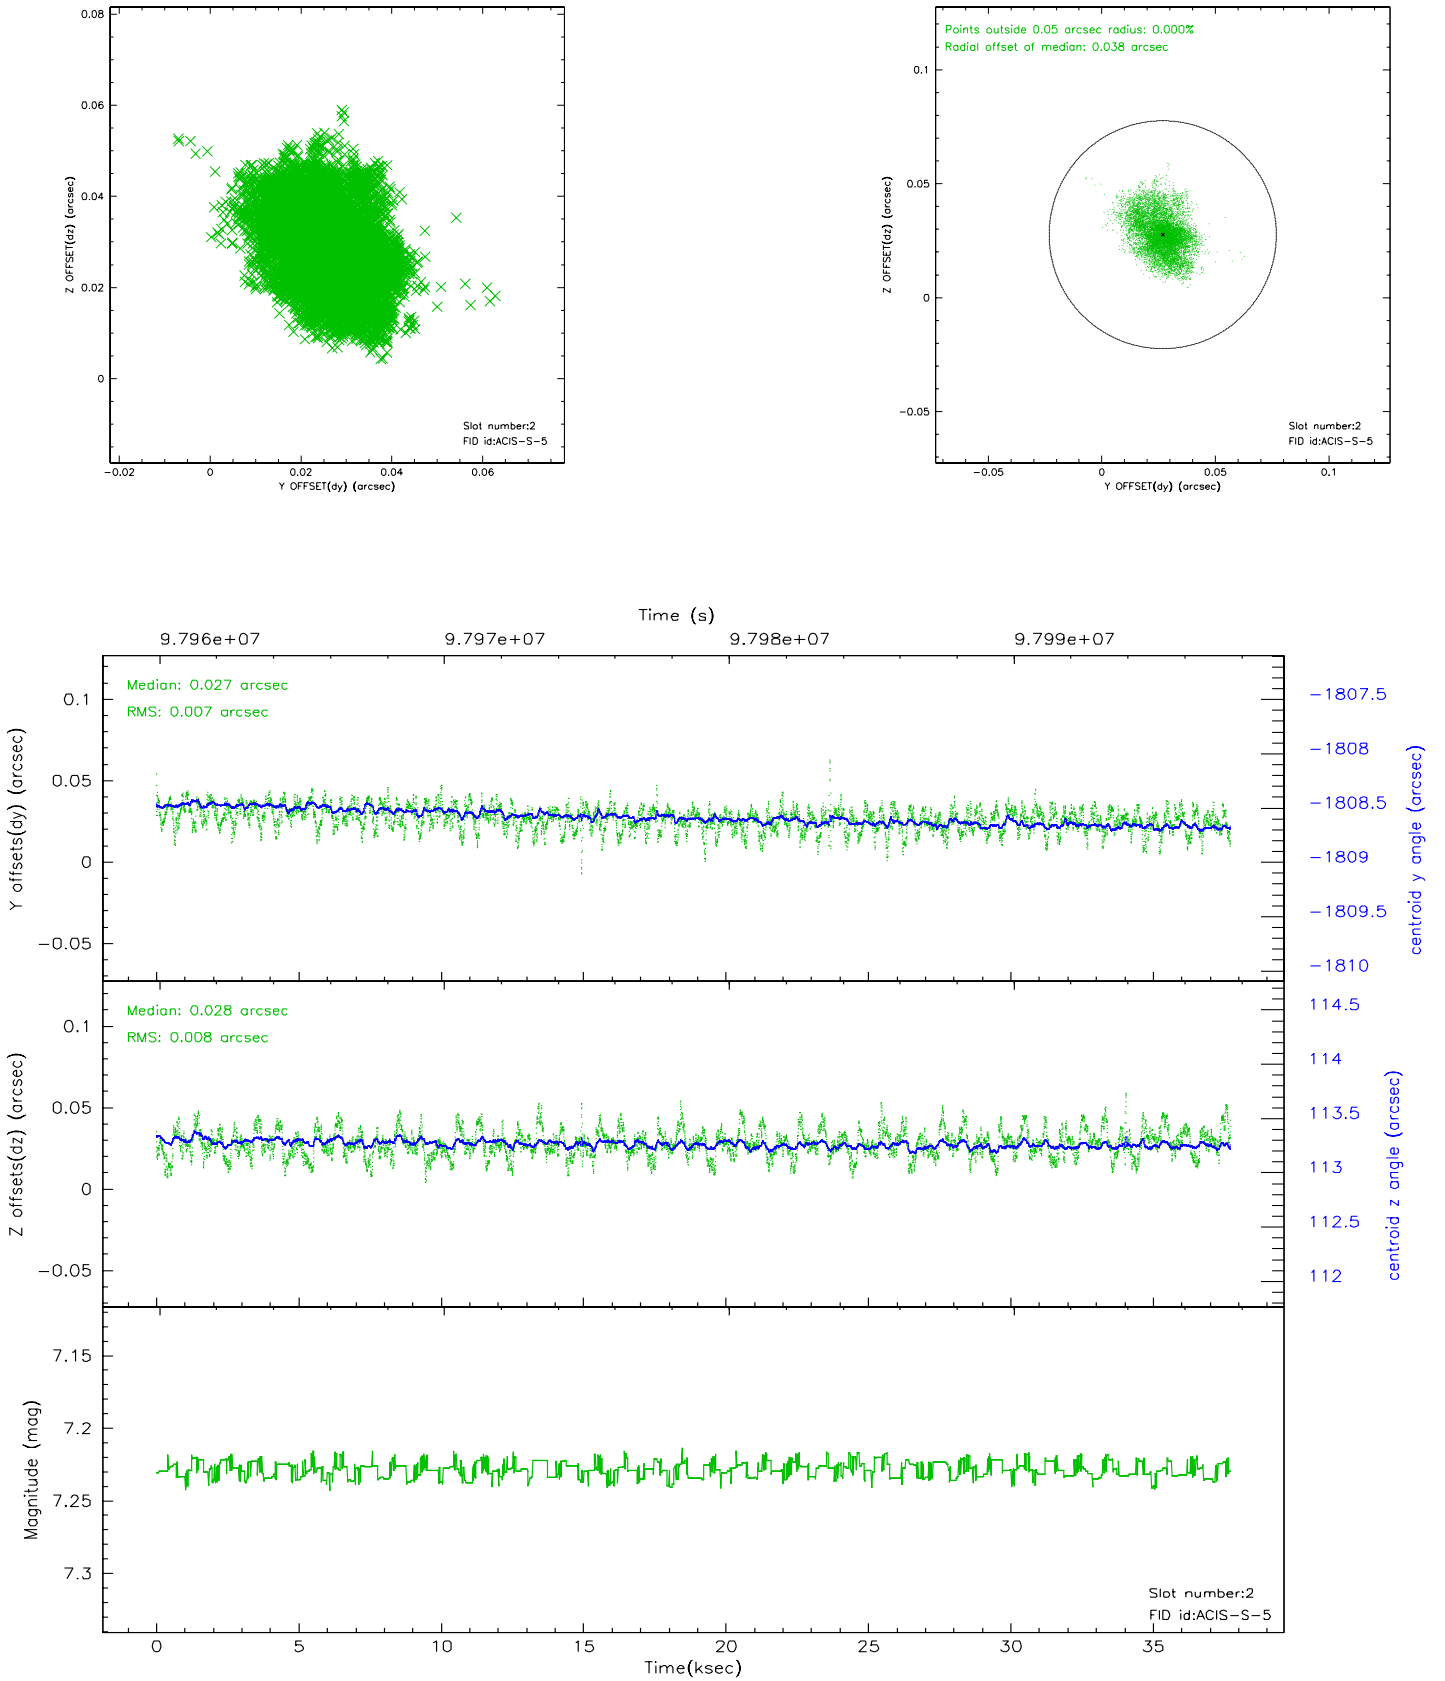 0.08
0.06
0.04
0.02
0
Z OFFSET(dz) (arcsec)
Slot number:2
FID id:ACIS-S-5
-0.02
0
0.02
0.04
0.06
Y OFFSET(dy) (arcsec)
Points outside 0.05 arcsec radius: 0.000%
Radial offset of median: 0.038 arcsec
0.1
0.05
0
-0.05
Z OFFSET(dz) (arcsec)
Slot number:2
FID id:ACIS-S-5
-0.05
0
0.05
0.1
Y OFFSET(dy) (arcsec)
Time (s)
9.796e+07
9.797e+07
9.798e+07
9.799e+07
Median: 0.027 arcsec
RMS: 0.007 arcsec
0.1
0.05
0
-0.05
Y offsets(dy) (arcsec)
-1807.5
-1808
-1808.5
-1809
-1809.5
-1810
centroid y angle (arcsec)
Median: 0.028 arcsec
RMS: 0.008 arcsec
0.1
0.05
0
-0.05
Z offsets(dz) (arcsec)
114.5
114
113.5
113
112.5
112
centroid z angle (arcsec)
7.15
7.2
7.25
7.3
Magnitude (mag)
Slot number:2
FID id:ACIS-S-5
0
5
10
15
20
25
30
35
Time(ksec)